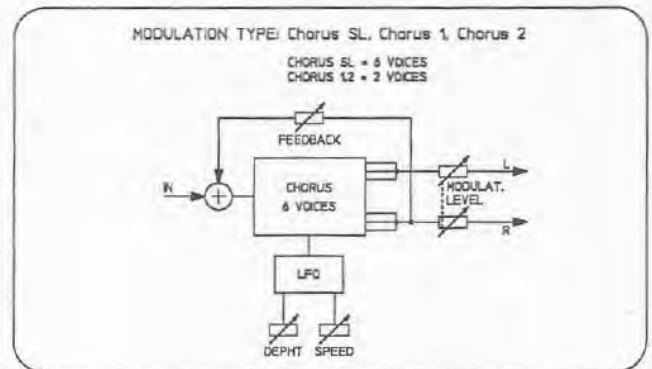 MODULATION TYPE: Chorus SL, Chorus 1, Chorus 2
CHORUS SL = 6 VOICES
CHORUS 1,2 = 2 VOICES
FEEDBACK
IN
CHORUS
6 VOICES
L
MODULAT.
LEVEL
R
LFO
DEPHT SPEED